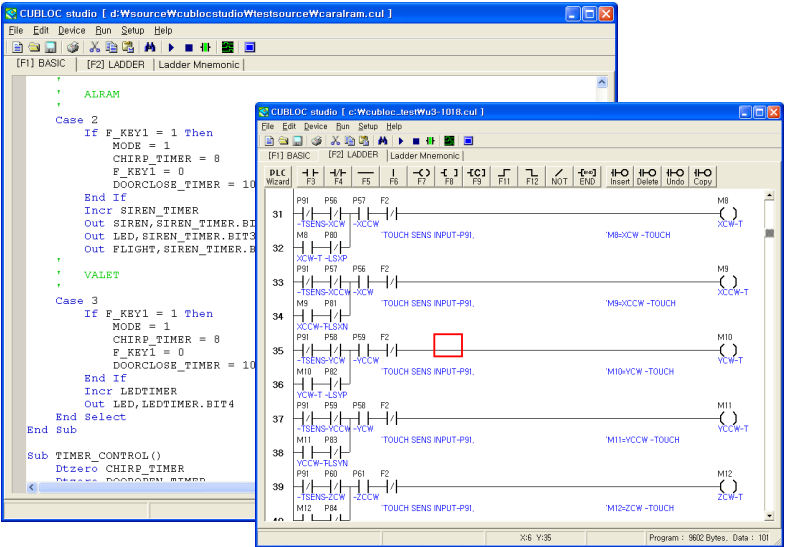 CUBLOC studio [ d:₩source₩cublocstudio₩testsource₩caralram.cul ]
File Edit Device Run Setup Help
[F1] BASIC [F2] LADDER Ladder Mnemonic
'
' ALRAM
'
Case 2
If F_KEY1 = 1 Then
MODE = 1
CHIRP_TIMER = 8
F_KEY1 = 0
DOORCLOSE_TIMER = 10
End If
Incr SIREN_TIMER
Out SIREN,SIREN_TIMER.BI
Out LED,SIREN_TIMER.BIT3
Out FLIGHT,SIREN_TIMER.B
'
' VALET
'
Case 3
If F_KEY1 = 1 Then
MODE = 1
CHIRP_TIMER = 8
F_KEY1 = 0
DOORCLOSE_TIMER = 10
End If
Incr LEDTIMER
Out LED,LEDTIMER.BIT4
End Select
End Sub
Sub TIMER_CONTROL()
Dtzero CHIRP_TIMER
Dtzero DOOROPEN_TIMER
CUBLOC studio [ c:₩cubloc_test₩u3-1018.cul ]
File Edit Device Run Setup Help
[F1] BASIC [F2] LADDER Ladder Mnemonic
PLC [END]
Wizard F3 F4 F5 F6 F7 F8 F9 F11 F12 NOT END Insert Delete Undo Copy
P91 P56 P57 F2 M8
31
-TSENS-XCW -XCCW XCW-T
M8 P80 'TOUCH SENS INPUT-P91, 'M8=XCW -TOUCH
32
XCW-T -LSXP
P91 P57 P56 F2 M9
33
-TSENS-XCCW -XCW XCCW-T
M9 P81 'TOUCH SENS INPUT-P91, 'M9=XCCW -TOUCH
34
XCCW-T-LSXN
P91 P58 P59 F2 M10
35
-TSENS-YCW -YCCW YCW-T
M10 P82 'TOUCH SENS INPUT-P91, 'M10=YCW -TOUCH
36
YCW-T -LSYP
P91 P59 P58 F2 M11
37
-TSENS-YCCW -YCW YCCW-T
M11 P83 'TOUCH SENS INPUT-P91, 'M11=YCCW -TOUCH
38
YCCW-T-LSYN
P91 P60 P61 F2 M12
39
-TSENS-ZCW -ZCCW ZCW-T
M12 P84 'TOUCH SENS INPUT-P91, 'M12=ZCW -TOUCH
40
X:6 Y:35 Program : 9602 Bytes, Data : 101